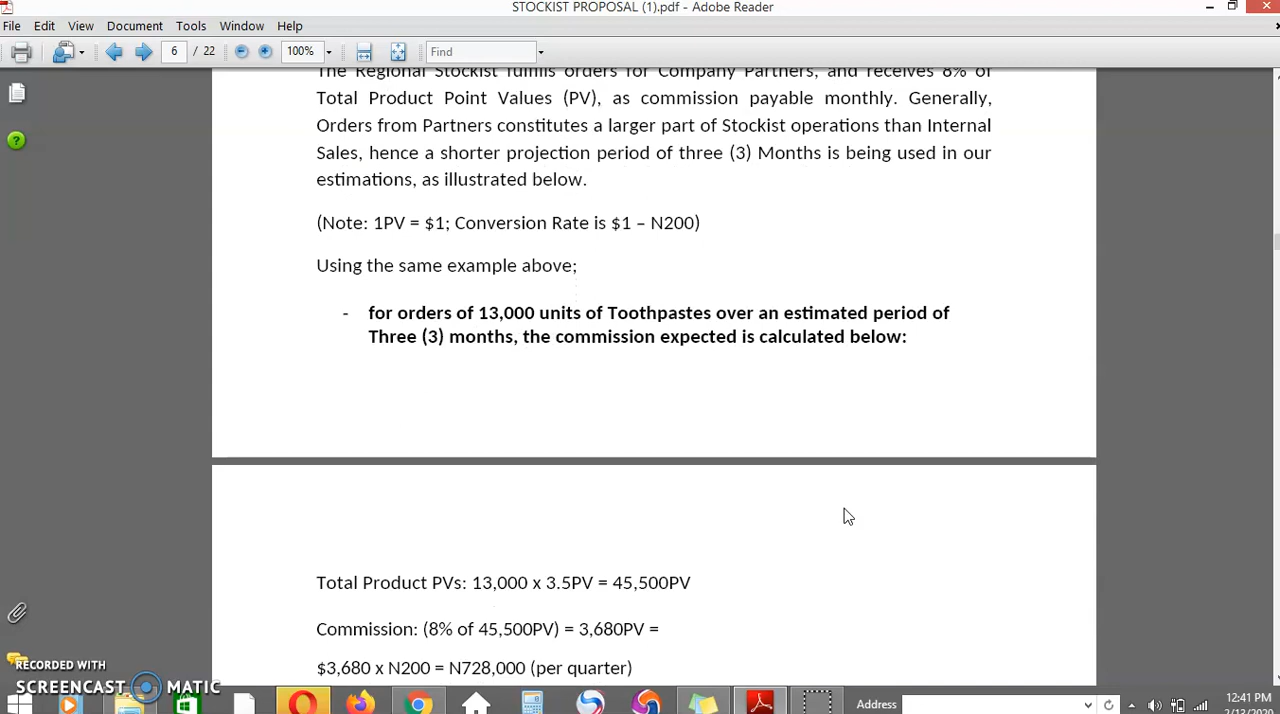 STOCKIST PROPOSAL (1).pdf - Adobe Reader
File Edit View Document Tools Window Help
6 / 22 100% Find
The Regional Stockist fulfils orders for Company Partners, and receives 8% of
Total Product Point Values (PV), as commission payable monthly. Generally,
Orders from Partners constitutes a larger part of Stockist operations than Internal
Sales, hence a shorter projection period of three (3) Months is being used in our
estimations, as illustrated below.
(Note: 1PV = $1; Conversion Rate is $1 – N200)
Using the same example above;
- for orders of 13,000 units of Toothpastes over an estimated period of
Three (3) months, the commission expected is calculated below:
Total Product PVs: 13,000 x 3.5PV = 45,500PV
Commission: (8% of 45,500PV) = 3,680PV =
$3,680 x N200 = N728,000 (per quarter)
RECORDED WITH
SCREENCAST MATIC
Address
12:41 PM
2/13/2020